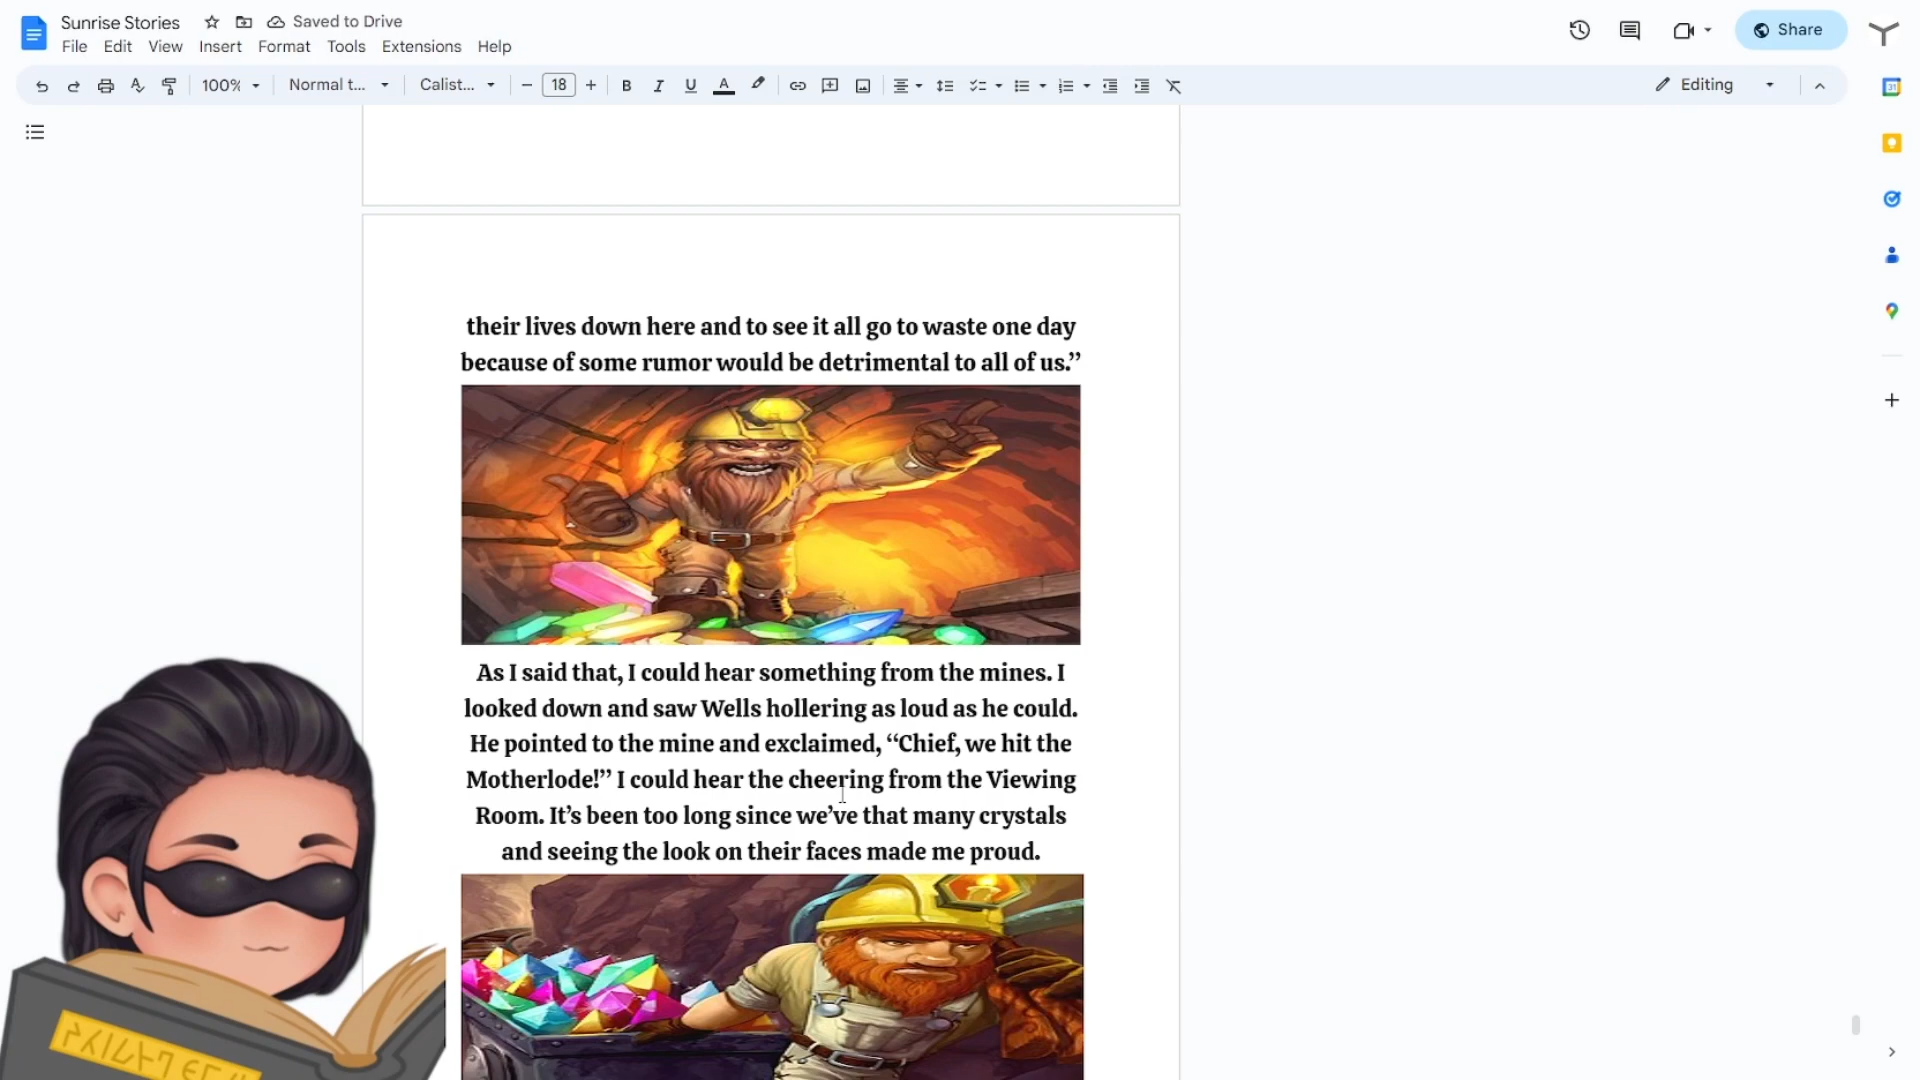 Sunrise Stories
Saved to Drive
File Edit View Insert Format Tools Extensions Help
Share
100%
Normal t...
Calist...
18
Editing
their lives down here and to see it all go to waste one day
because of some rumor would be detrimental to all of us.”
As I said that, I could hear something from the mines. I
looked down and saw Wells hollering as loud as he could.
He pointed to the mine and exclaimed, “Chief, we hit the
Motherlode!” I could hear the cheering from the Viewing
Room. It’s been too long since we’ve that many crystals
and seeing the look on their faces made me proud.